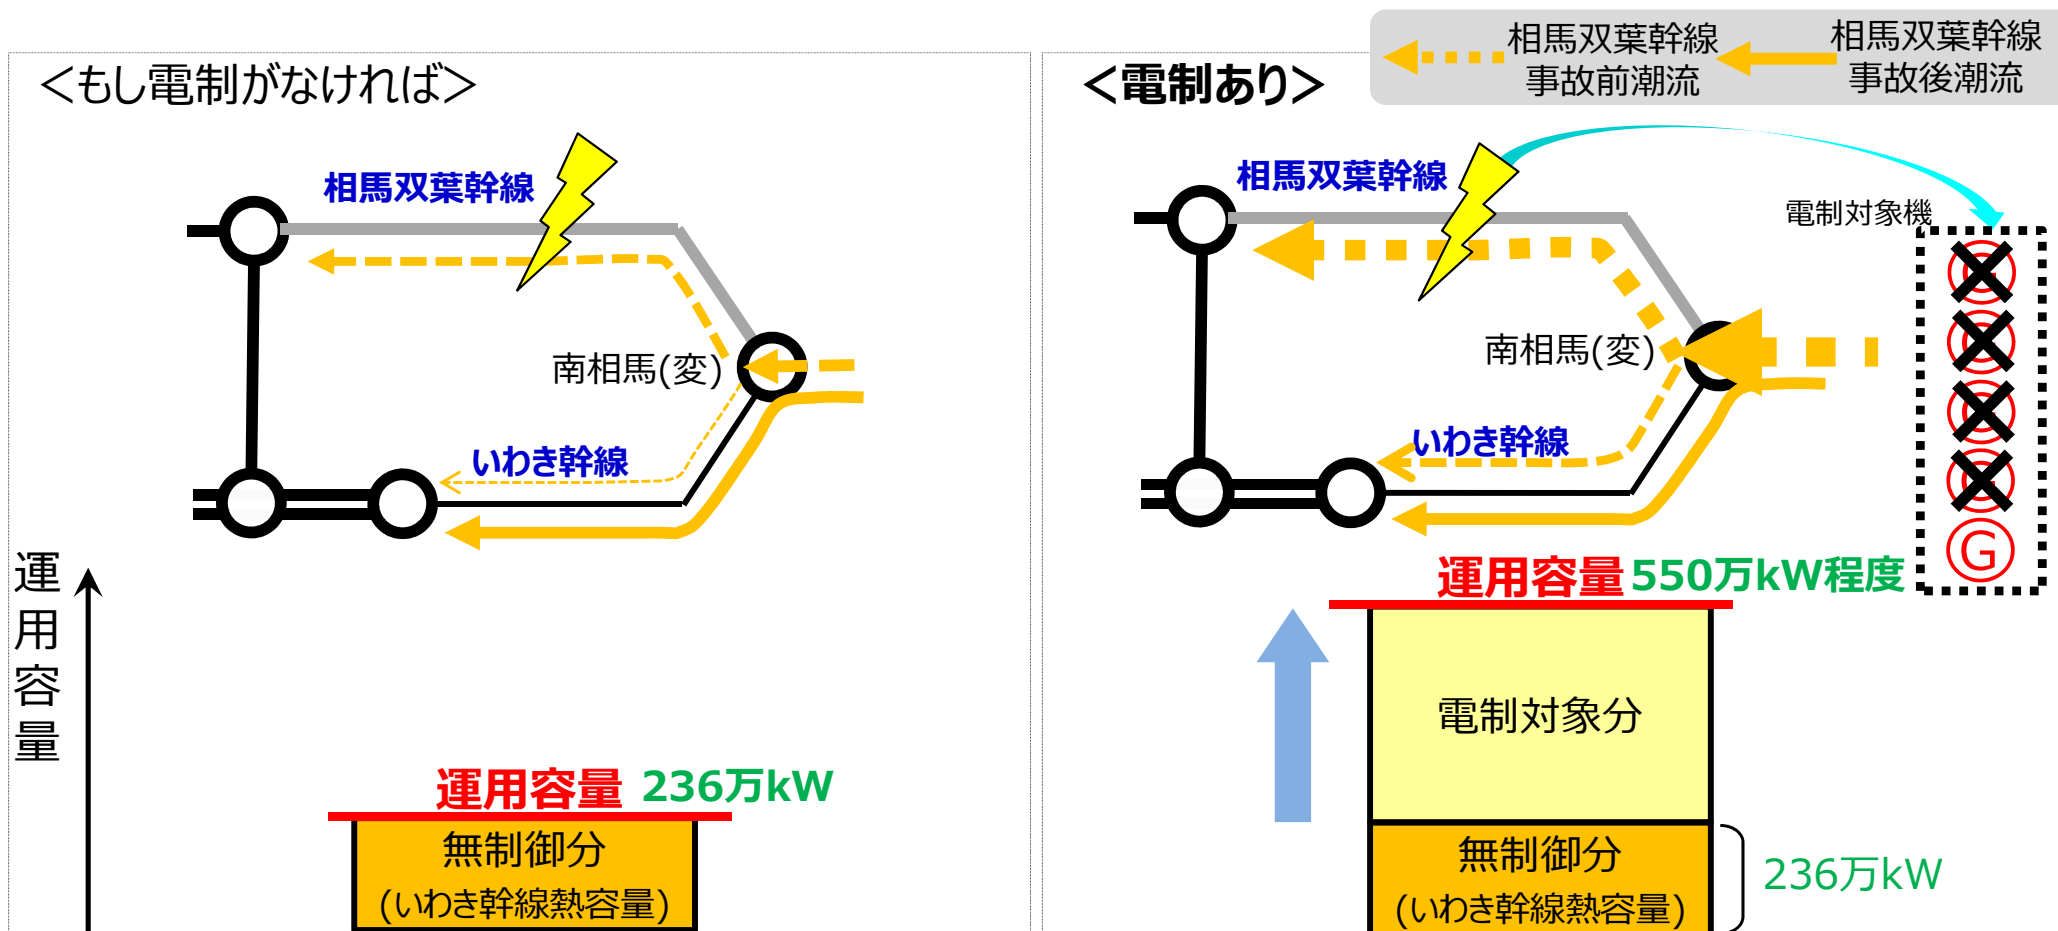 <もし電制がなければ>
相馬双葉幹線
南相馬(変)
いわき幹線
運用容量
運用容量 236万kW
無制御分
(いわき幹線熱容量)
<電制あり>
相馬双葉幹線
事故前潮流
相馬双葉幹線
事故後潮流
相馬双葉幹線
電制対象機
南相馬(変)
いわき幹線
G
運用容量 550万kW程度
電制対象分
無制御分
(いわき幹線熱容量)
236万kW